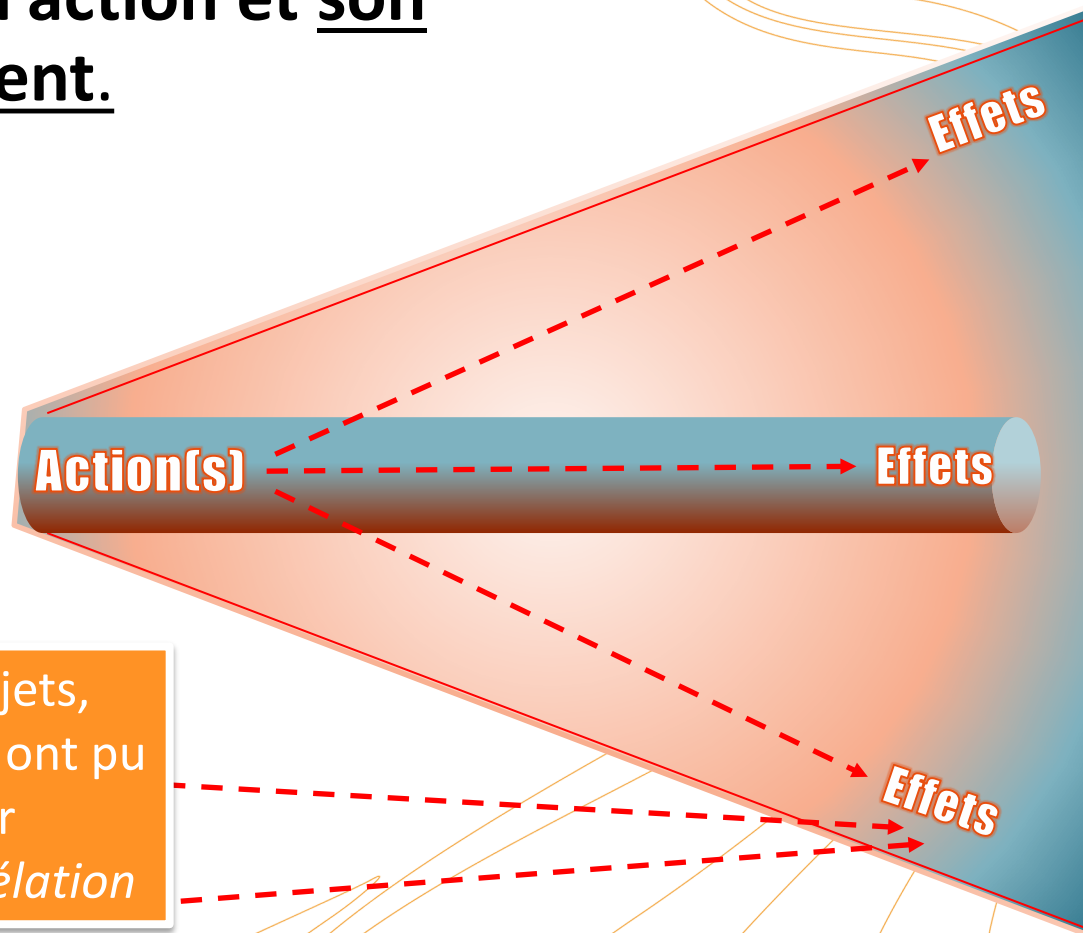 action et son
ent.
Effets
Action(s)
Effets
jets,
ont pu
r
élation
Effets